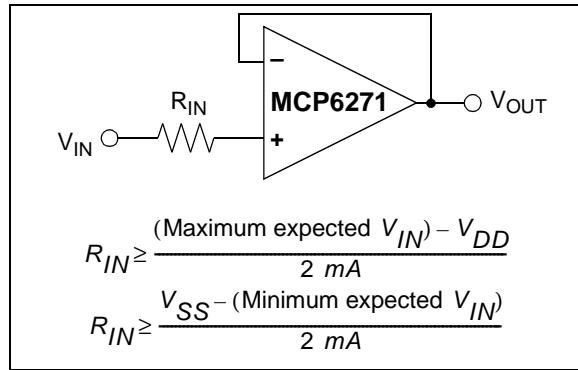 −
MCP6271
R_IN
V_OUT
V_IN
+
R_IN ≥ ((Maximum expected V_IN) − V_DD) / (2 mA)
R_IN ≥ (V_SS − (Minimum expected V_IN)) / (2 mA)